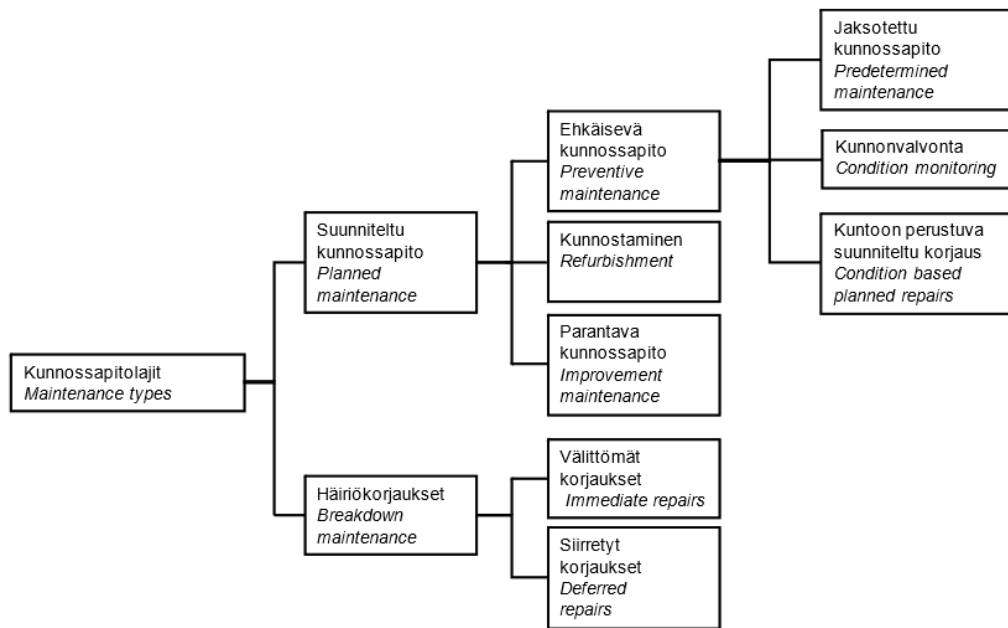 Kunnossapitolajit
Maintenance types
Suunniteltu
kunnossapito
Planned
maintenance
Häiriökorjaukset
Breakdown
maintenance
Ehkäisevä
kunnossapito
Preventive
maintenance
Kunnostaminen
Refurbishment
Parantava
kunnossapito
Improvement
maintenance
Välittömät
korjaukset
Immediate repairs
Siirretyt
korjaukset
Deferred
repairs
Jaksotettu
kunnossapito
Predetermined
maintenance
Kunnonvalvonta
Condition monitoring
Kuntoon perustuva
suunniteltu korjaus
Condition based
planned repairs